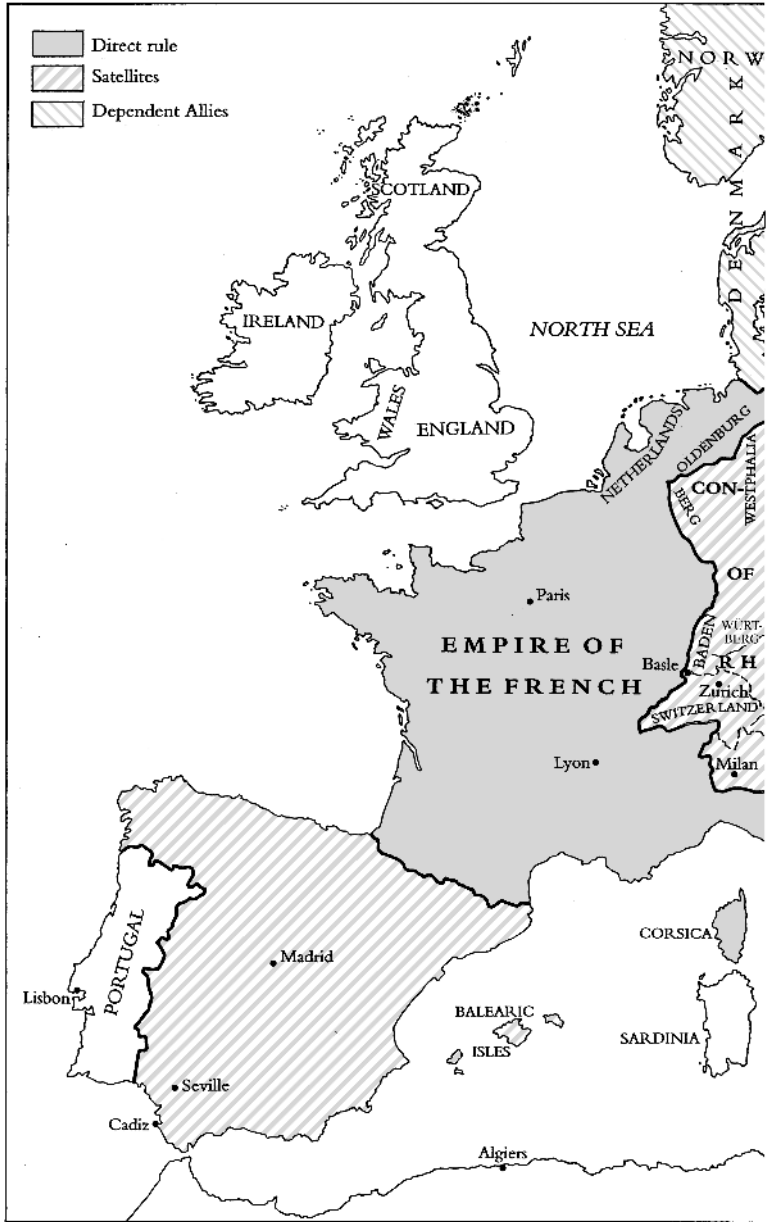 Direct rule
Satellites
Dependent Allies
NORW
DENMARK
SCOTLAND
IRELAND
NORTH SEA
WALES
ENGLAND
NETHERLANDS
OLDENBURG
CON-
WESTPHALIA
BERG
OF
Paris
WÜRT-
BERG
BADEN
RH
EMPIRE OF
THE FRENCH
Basle
Zurich
SWITZERLAND
Lyon
Milan
CORSICA
PORTUGAL
Madrid
Lisbon
BALEARIC
ISLES
SARDINIA
Seville
Cadiz
Algiers